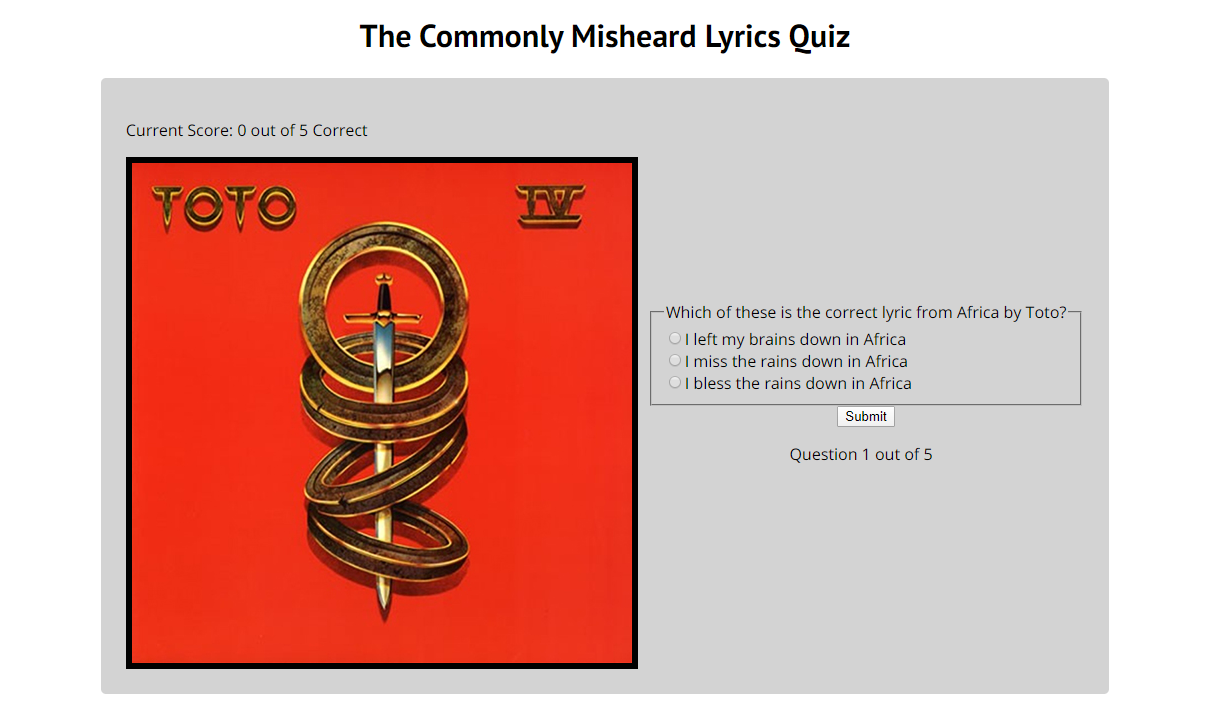 The Commonly Misheard Lyrics Quiz
Current Score: 0 out of 5 Correct
TOTO IV
Which of these is the correct lyric from Africa by Toto?
I left my brains down in Africa
I miss the rains down in Africa
I bless the rains down in Africa
Submit
Question 1 out of 5